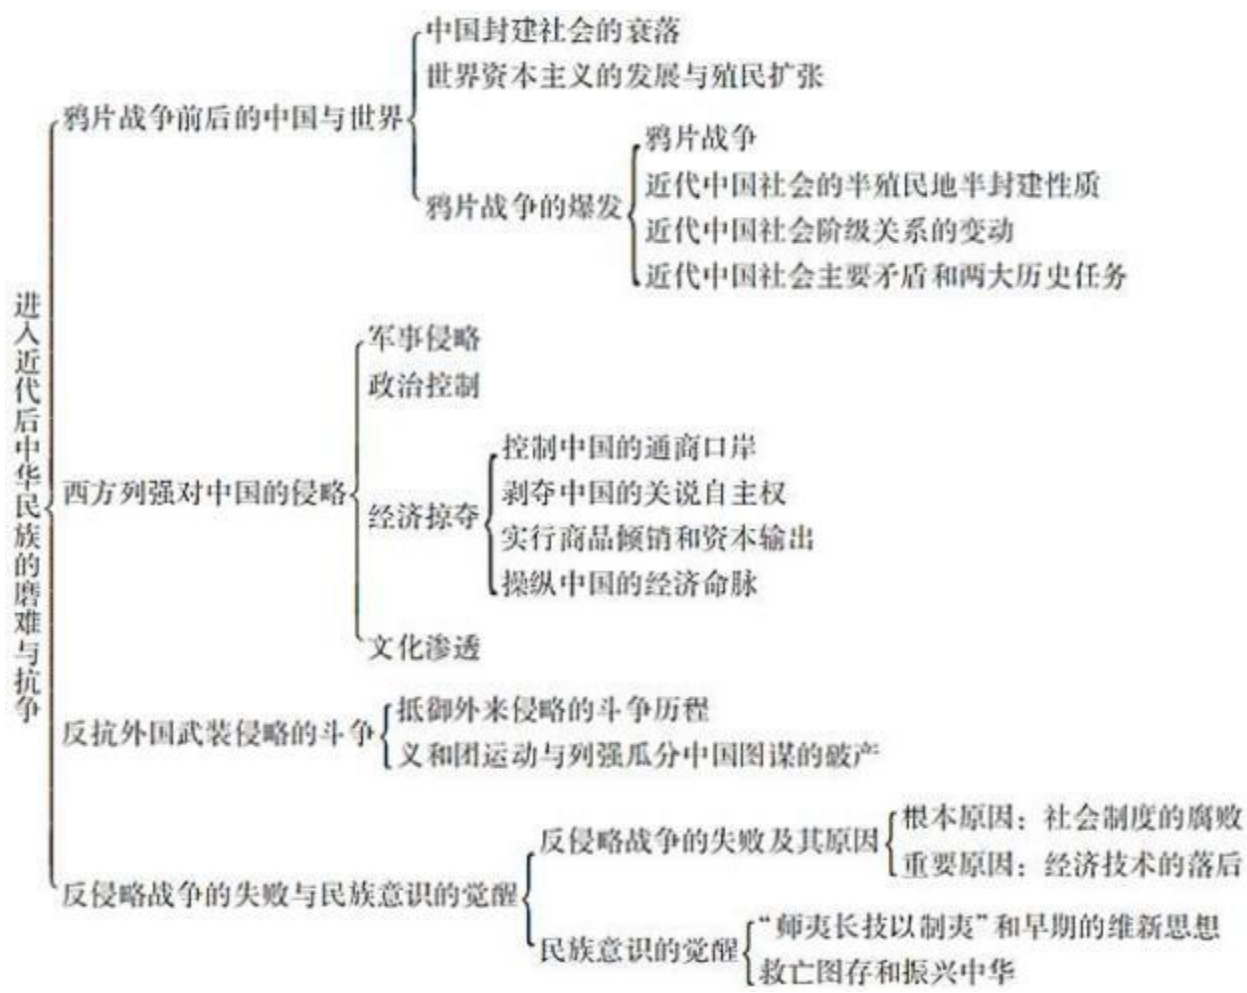 进入近代后中华民族的磨难与抗争
鸦片战争前后的中国与世界
中国封建社会的衰落
世界资本主义的发展与殖民扩张
鸦片战争的爆发
鸦片战争
近代中国社会的半殖民地半封建性质
近代中国社会阶级关系的变动
近代中国社会主要矛盾和两大历史任务
西方列强对中国的侵略
军事侵略
政治控制
经济掠夺
控制中国的通商口岸
剥夺中国的关说自主权
实行商品倾销和资本输出
操纵中国的经济命脉
文化渗透
反抗外国武装侵略的斗争
抵御外来侵略的斗争历程
义和团运动与列强瓜分中国图谋的破产
反侵略战争的失败与民族意识的觉醒
反侵略战争的失败及其原因
根本原因：社会制度的腐败
重要原因：经济技术的落后
民族意识的觉醒
“师夷长技以制夷”和早期的维新思想
救亡图存和振兴中华